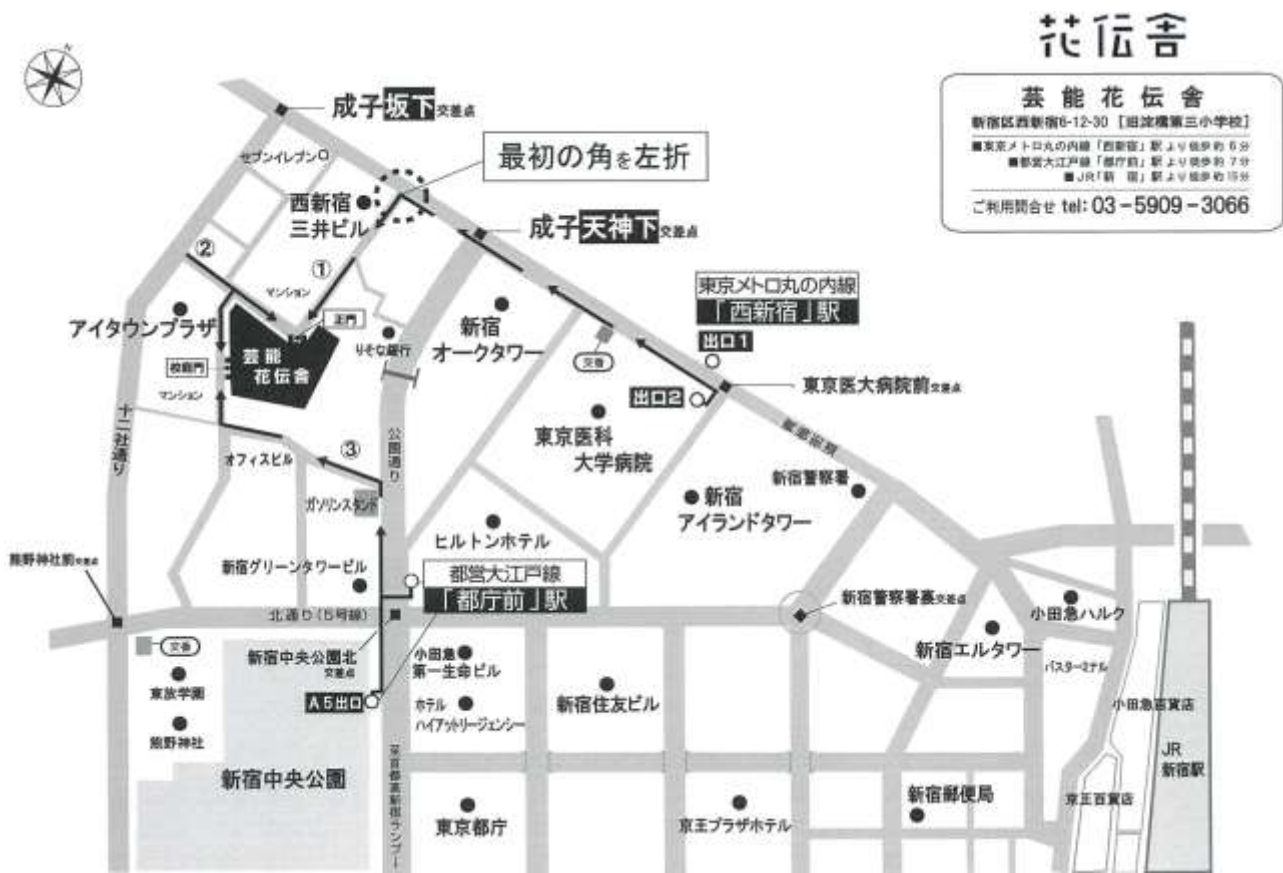 N
花伝舎
芸能花伝舎
新宿区西新宿6-12-30 [旧淀橋第三小学校]
■東京メトロ丸の内線「西新宿」駅より徒歩約6分
■都営大江戸線「都庁前」駅より徒歩約7分
■JR「新 宿」駅より徒歩約15分
ご利用問合せ tel: 03-5909-3066
成子坂下交差点
セブンイレブン
最初の角を左折
西新宿
三井ビル
成子天神下交差点
②
①
マンション
東京メトロ丸の内線
「西新宿」駅
出口1
アイタウンプラザ
正門
新宿
オークタワー
りそな銀行
交番
芸能
花伝舎
校庭門
マンション
出口2
東京医大病院前交差点
十二社通り
公園通り
東京医科
大学病院
オフィスビル
③
新宿警察署
ガソリンスタンド
新宿
アイランドタワー
ヒルトンホテル
熊野神社前交差点
新宿グリーンタワービル
都営大江戸線
「都庁前」駅
北通り(5号線)
新宿警察署裏交差点
小田急ハルク
交番
新宿中央公園北
交差点
小田急
第一生命ビル
新宿エルタワー
バスターミナル
東放学園
A5出口
ホテル
ハイアットリージェンシー
新宿住友ビル
小田急百貨店
熊野神社
JR
新宿駅
新宿中央公園
京王百貨店
新宿郵便局
東京都庁
京王プラザホテル